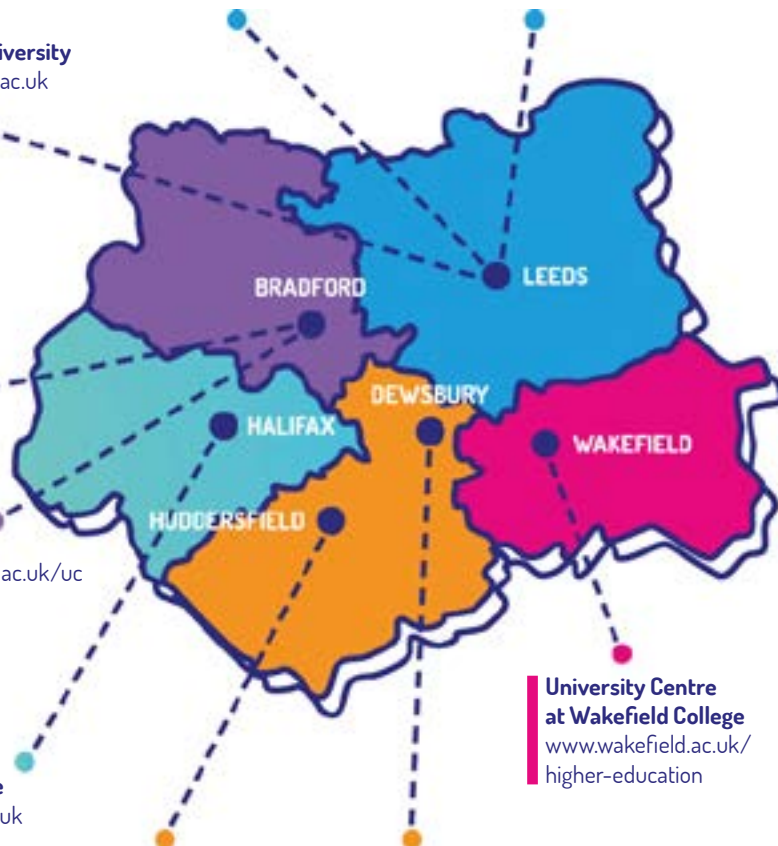 iversity
ac.uk
BRADFORD
LEEDS
DEWSBURY
HALIFAX
WAKEFIELD
HUDDERSFIELD
ac.uk/uc
University Centre
at Wakefield College
www.wakefield.ac.uk/
higher-education
e
uk